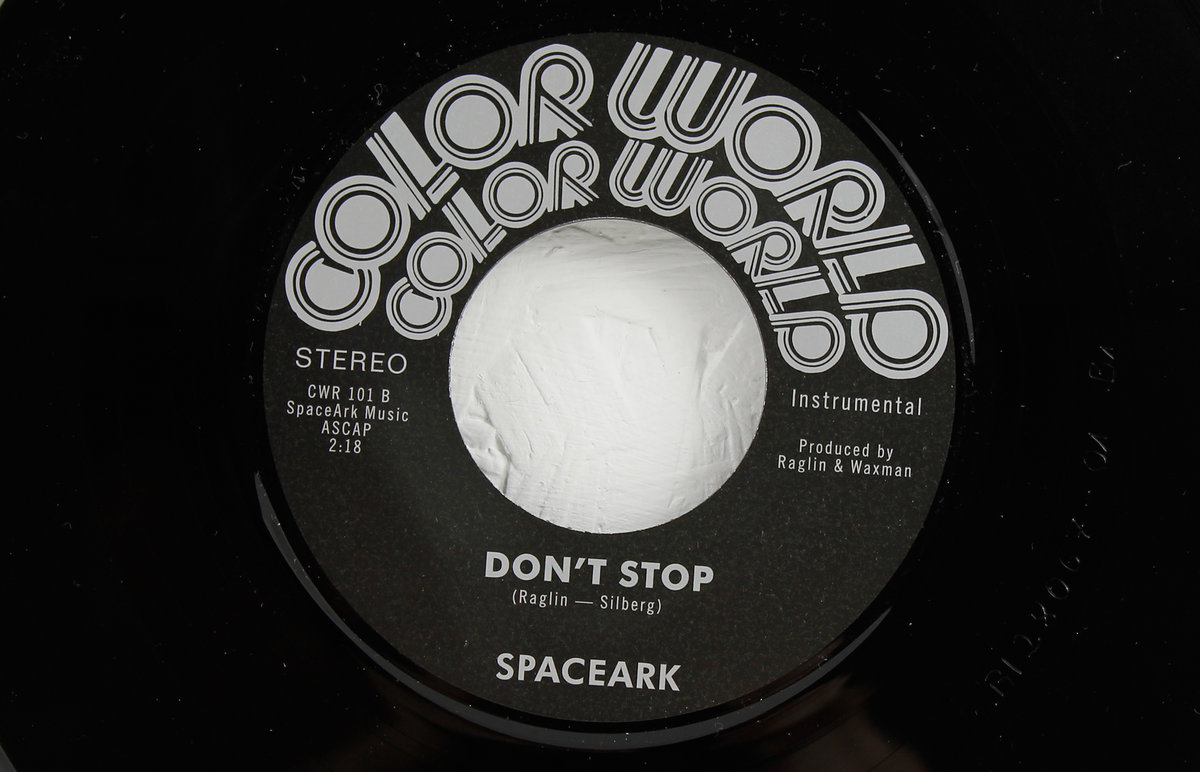 COLOR WORLD
COLOR WORLD
STEREO
CWR 101 B
SpaceArk Music
ASCAP
2:18
Instrumental
Produced by
Raglin & Waxman
DON'T STOP
(Raglin — Silberg)
SPACEARK